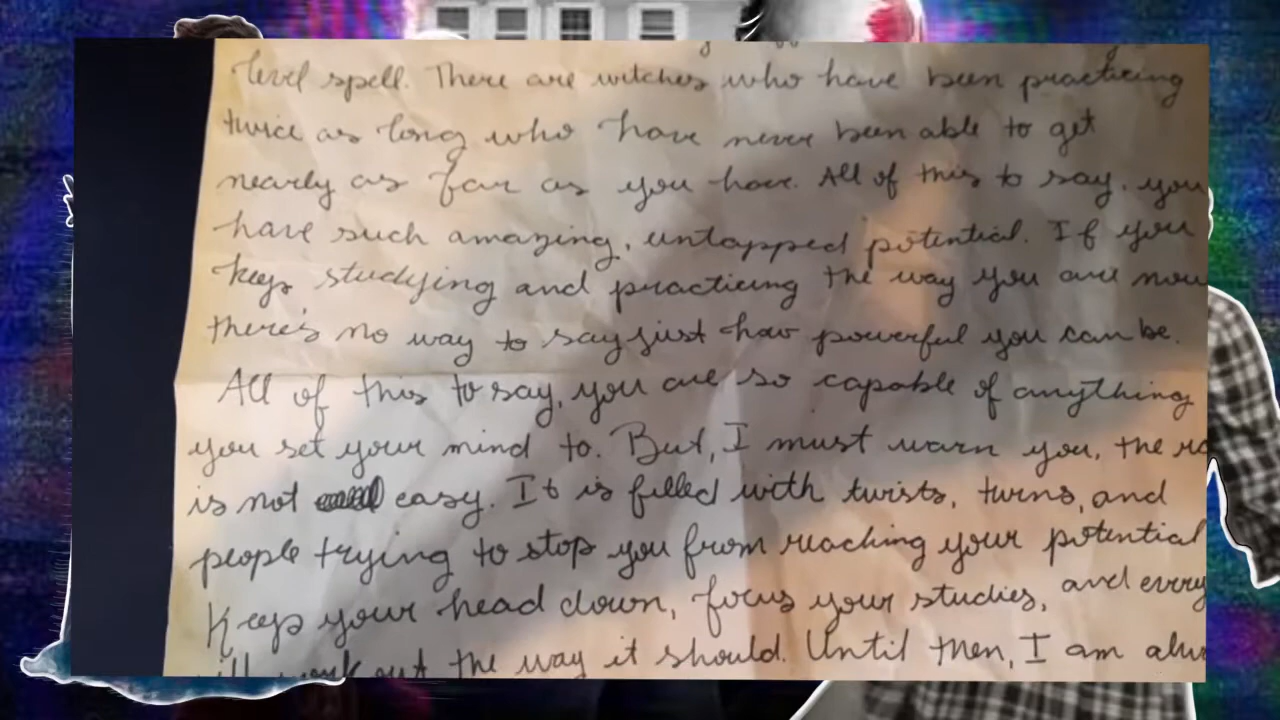 level spell. There are witches who have been practicing
twice as long who have never been able to get
nearly as far as you have. All of this to say, you
have such amazing, untapped potential. If you
keep studying and practicing the way you are now
there's no way to say just how powerful you can be.
All of this to say, you are so capable of anything
you set your mind to. But, I must warn you, the
is not easy. It is filled with twists, turns, and
people trying to stop you from reaching your potential
Keep your head down, focus your studies, and every
work out the way it should. Until then, I am